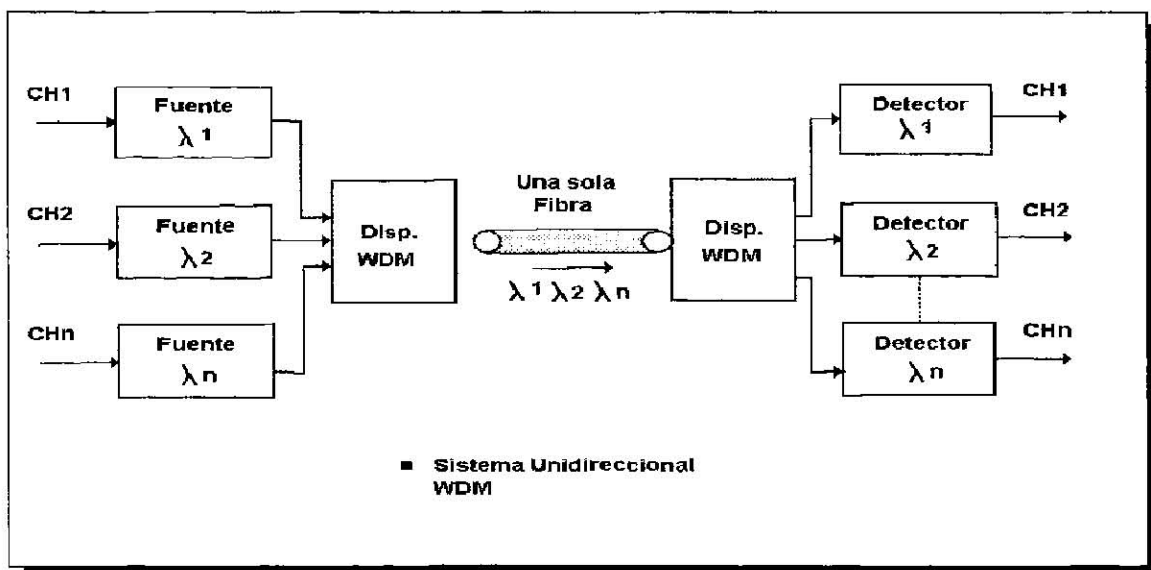 CH1
Fuente
λ1
CH2
Fuente
λ2
CHn
Fuente
λn
Disp.
WDM
Una sola
Fibra
λ1 λ2 λn
Disp.
WDM
Detector
λ1
CH1
Detector
λ2
CH2
Detector
λn
CHn
▪ Sistema Unidireccional
WDM